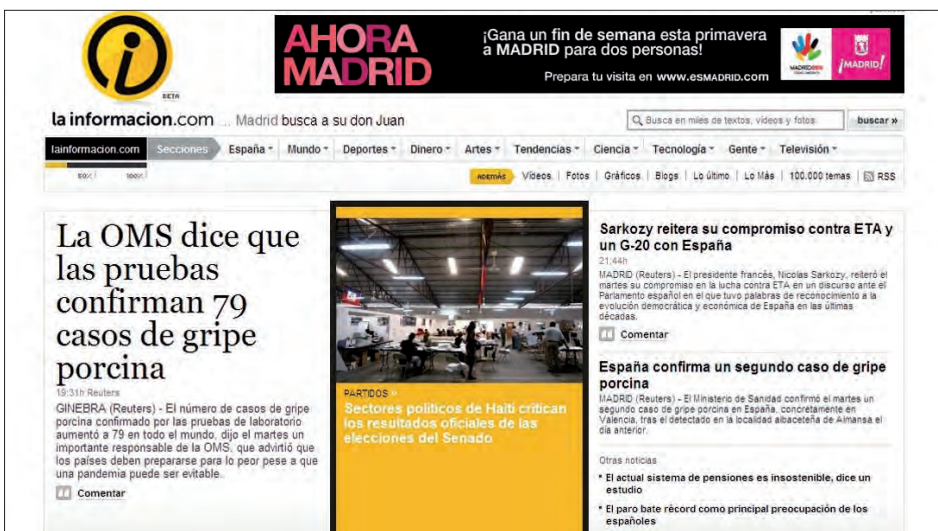 AHORA
MADRID
¡Gana un fin de semana esta primavera
a MADRID para dos personas!
Prepara tu visita en www.esMADRID.com
¡MADRID!
BETA
lainformacion.com ... Madrid busca a su don Juan
Busca en miles de textos, vídeos y fotos
buscar »
lainformacion.com Secciones España Mundo Deportes Dinero Artes Tendencias Ciencia Tecnología Gente Televisión
50% 100%
ADEMÁS Vídeos Fotos Gráficos Blogs Lo último Lo Más 100.000 temas RSS
La OMS dice que
las pruebas
confirman 79
casos de gripe
porcina
19:31h Reuters
GINEBRA (Reuters) - El número de casos de gripe
porcina confirmado por las pruebas de laboratorio
aumentó a 79 en todo el mundo, dijo el martes un
importante responsable de la OMS, que advirtió que
los países deben prepararse para lo peor pese a que
una pandemia puede ser evitable.
Comentar
PARTIDOS »
Sectores políticos de Haití critican
los resultados oficiales de las
elecciones del Senado
Sarkozy reitera su compromiso contra ETA y
un G-20 con España
21:44h
MADRID (Reuters) - El presidente francés, Nicolas Sarkozy, reiteró el
martes su compromiso en la lucha contra ETA en un discurso ante el
Parlamento español en el que tuvo palabras de reconocimiento a la
evolución democrática y económica de España en las últimas
décadas.
Comentar
España confirma un segundo caso de gripe
porcina
MADRID (Reuters) - El Ministerio de Sanidad confirmó el martes un
segundo caso de gripe porcina en España, concretamente en
Valencia, tras el detectado en la localidad albaceteña de Almansa el
día anterior.
Otras noticias
El actual sistema de pensiones es insostenible, dice un
estudio
El paro bate récord como principal preocupación de los
españoles